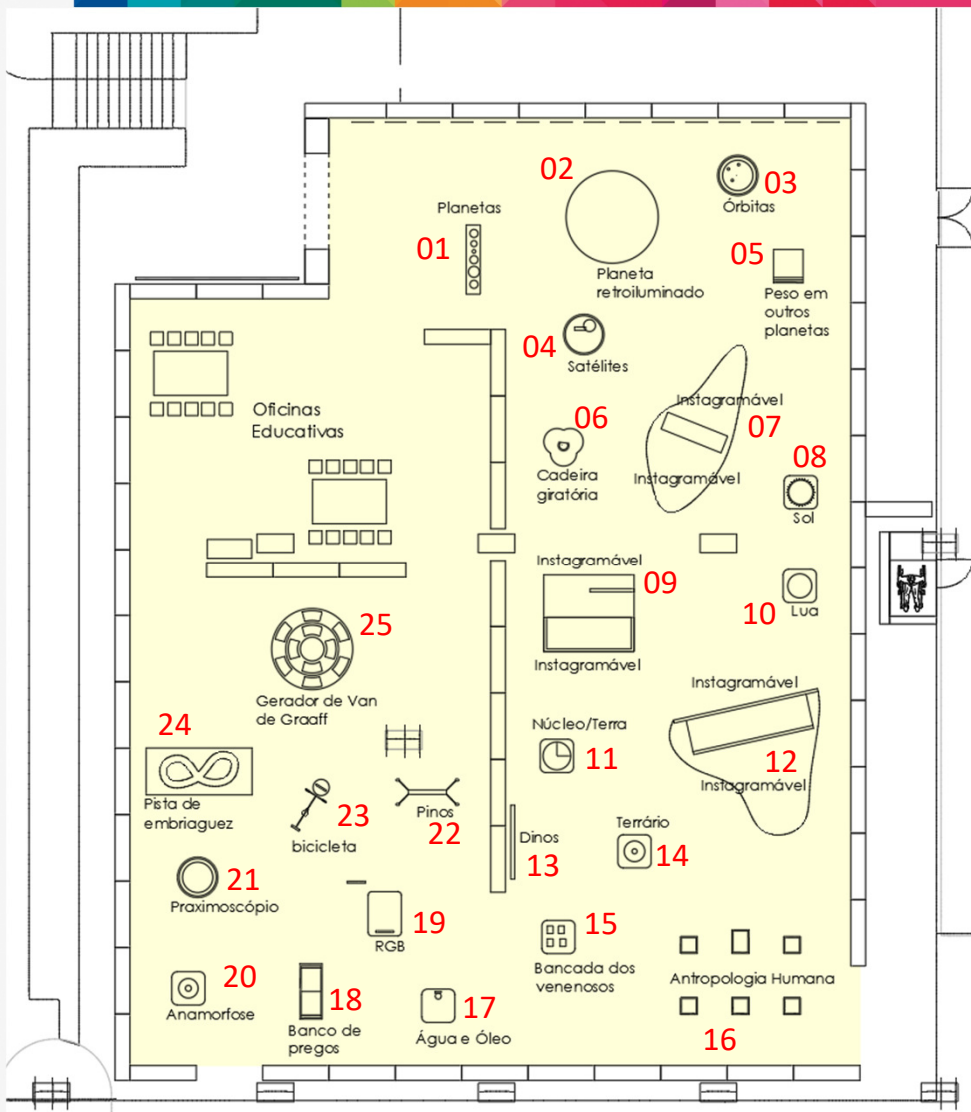 02
03
Órbitas
Planetas
01
05
Planeta
retroiluminado
Peso em
outros
planetas
04
Satélites
Oficinas
Educativas
Instagramável
07
06
Cadeira
giratória
Instagramável
08
Sol
Instagramável
09
Instagramável
10
Lua
25
Gerador de Van
de Graaff
Instagramável
12
Instagramável
Núcleo/Terra
11
24
Pista de
embriaguez
23
bicicleta
Pinos
22
Dinos
13
Terrário
14
21
Praximoscópio
19
RGB
15
Bancada dos
venenosos
Antropologia Humana
16
20
Anamorfose
18
Banco de
pregos
17
Água e Óleo